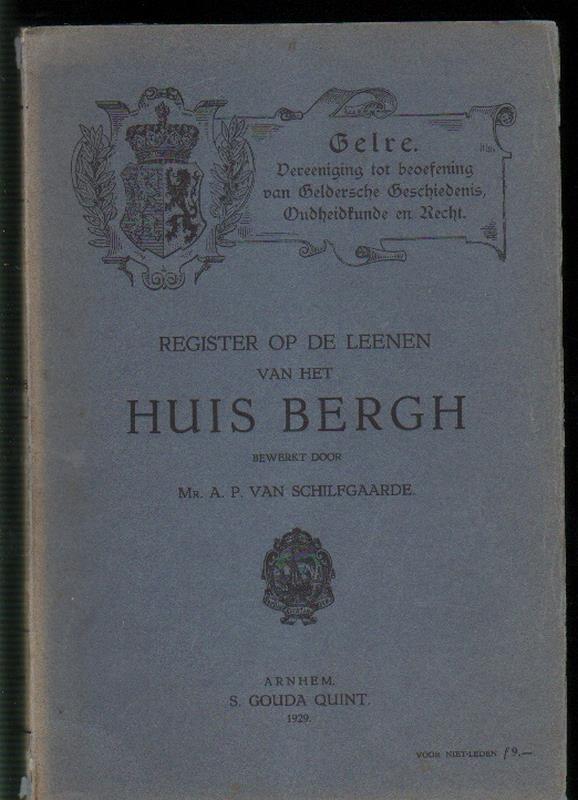 Gelre.
Vereeniging tot beoefening
van Geldersche Geschiedenis,
Oudheidkunde en Recht.
REGISTER OP DE LEENEN
VAN HET
HUIS BERGH
BEWERKT DOOR
MR. A. P. VAN SCHILFGAARDE.
ARNHEM.
S. GOUDA QUINT.
1929.
VOOR NIET-LEDEN ƒ 9.—